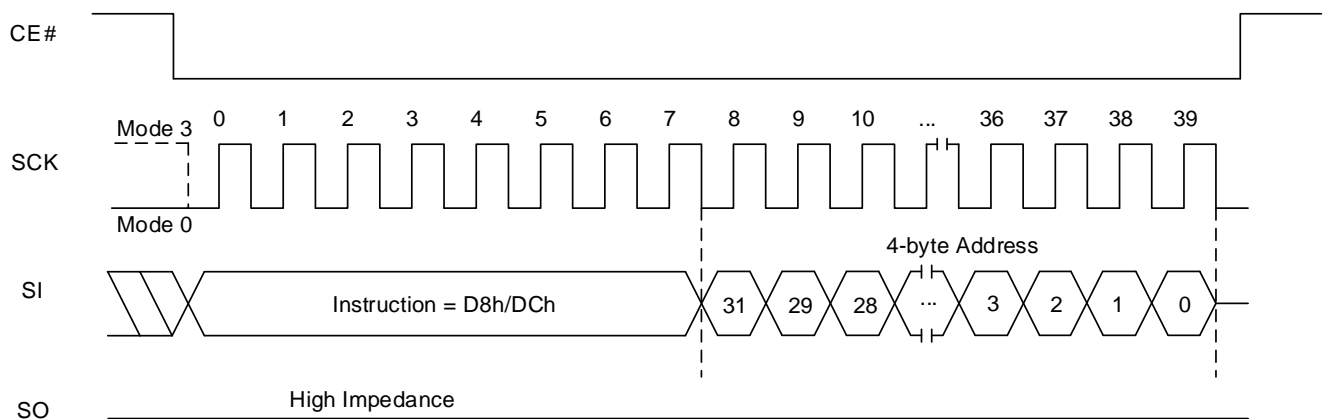 CE#
0 1 2 3 4 5 6 7 8 9 10 ... 36 37 38 39
Mode 3
SCK
Mode 0
4-byte Address
SI Instruction = D8h/DCh 31 29 28 ... 3 2 1 0
High Impedance
SO